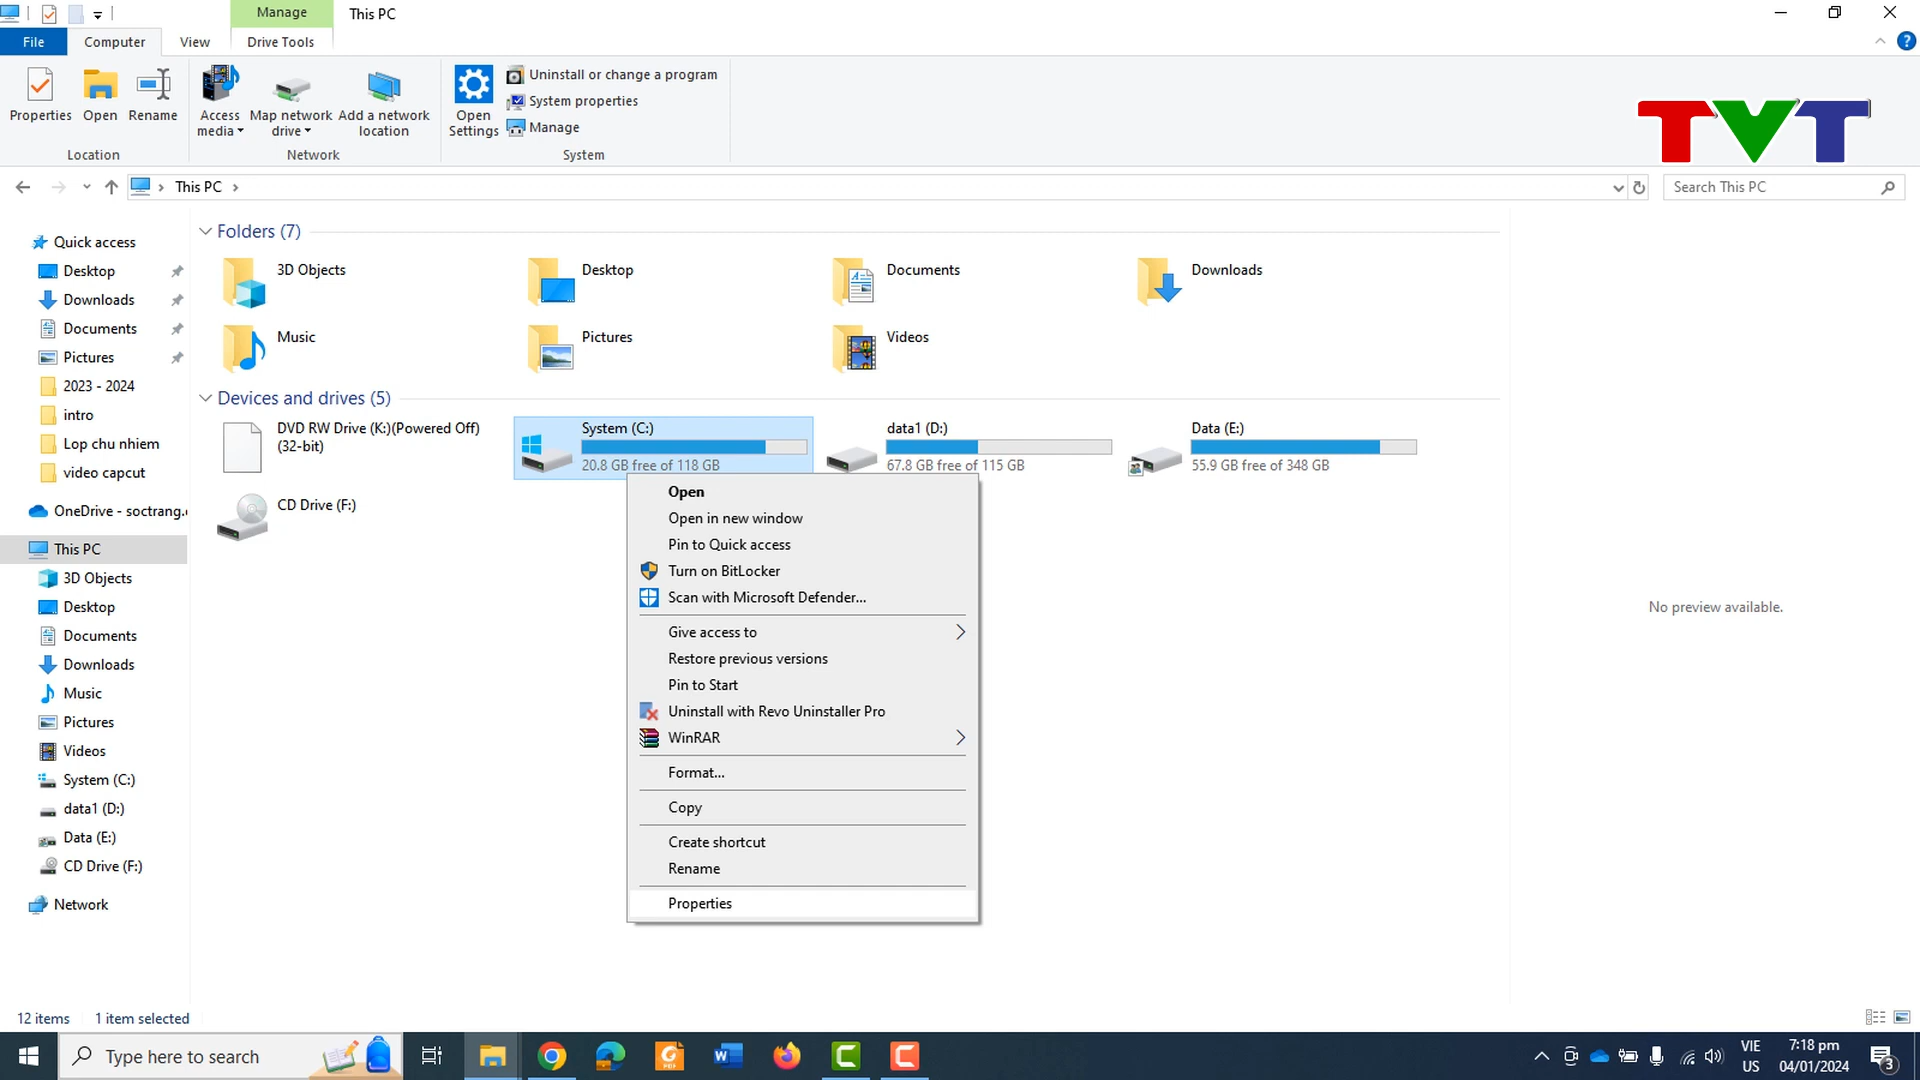 Manage
This PC
File
Computer
View
Drive Tools
Properties
Open
Rename
Access media
Map network drive
Add a network location
Open Settings
Uninstall or change a program
System properties
Manage
Location
Network
System
TVT
This PC
Search This PC
Quick access
Desktop
Downloads
Documents
Pictures
2023 - 2024
intro
Lop chu nhiem
video capcut
OneDrive - soctrang.
This PC
3D Objects
Desktop
Documents
Downloads
Music
Pictures
Videos
System (C:)
data1 (D:)
Data (E:)
CD Drive (F:)
Network
Folders (7)
3D Objects
Desktop
Documents
Downloads
Music
Pictures
Videos
Devices and drives (5)
DVD RW Drive (K:)(Powered Off)
(32-bit)
System (C:)
20.8 GB free of 118 GB
data1 (D:)
67.8 GB free of 115 GB
Data (E:)
55.9 GB free of 348 GB
CD Drive (F:)
Open
Open in new window
Pin to Quick access
Turn on BitLocker
Scan with Microsoft Defender...
Give access to
Restore previous versions
Pin to Start
Uninstall with Revo Uninstaller Pro
WinRAR
Format...
Copy
Create shortcut
Rename
Properties
No preview available.
12 items
1 item selected
Type here to search
VIE
US
7:18 pm
04/01/2024
3